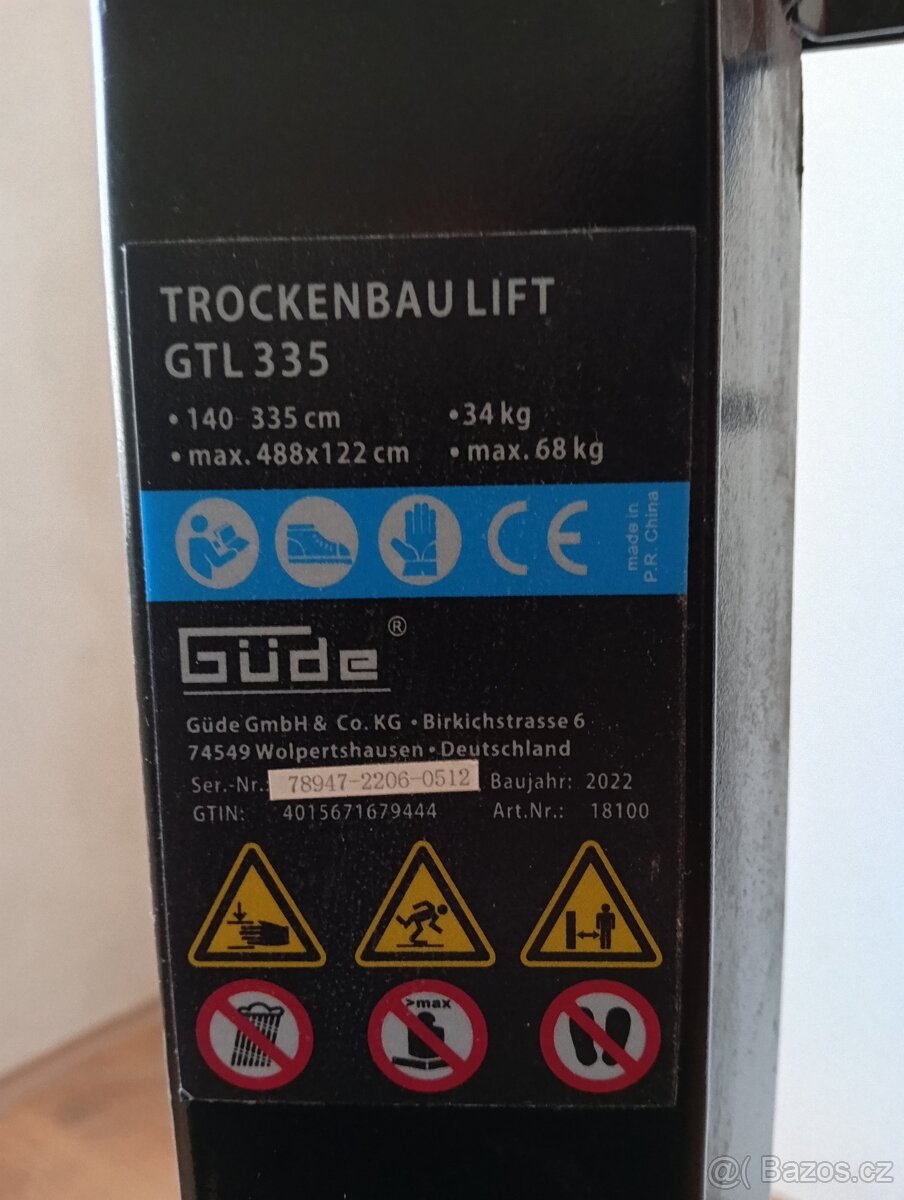 TROCKENBAU LIFT
GTL 335
• 140- 335 cm •34 kg
• max. 488x122 cm • max. 68 kg
CE
made in
P.R. China
Güde®
Güde GmbH & Co. KG • Birkichstrasse 6
74549 Wolpertshausen • Deutschland
Ser.-Nr.: 78947-2206-0512 Baujahr: 2022
GTIN: 4015671679444 Art.Nr.: 18100
>max
@( Bazos.cz